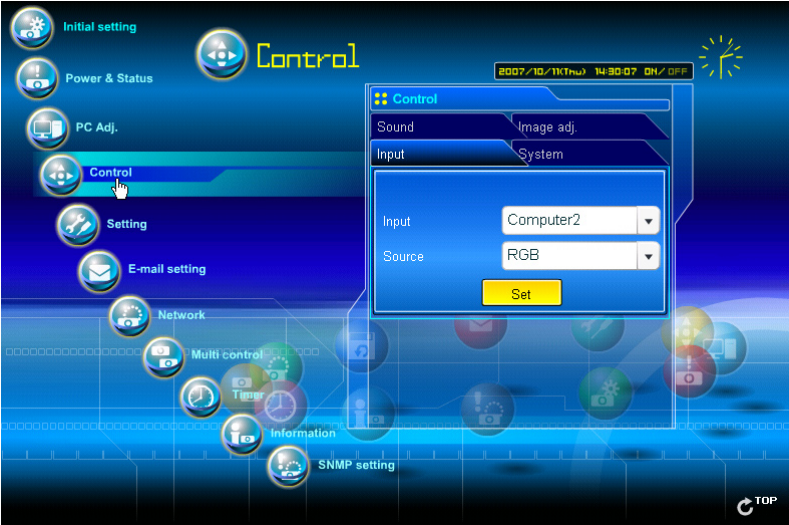 Initial setting
Power & Status
PC Adj.
Control
Setting
E-mail setting
Network
Multi control
Timer
Information
SNMP setting
Control
2007/10/11(Thu) 14:30:07 ON/OFF
Control
Sound
Image adj.
Input
System
Input
Computer2
Source
RGB
Set
TOP